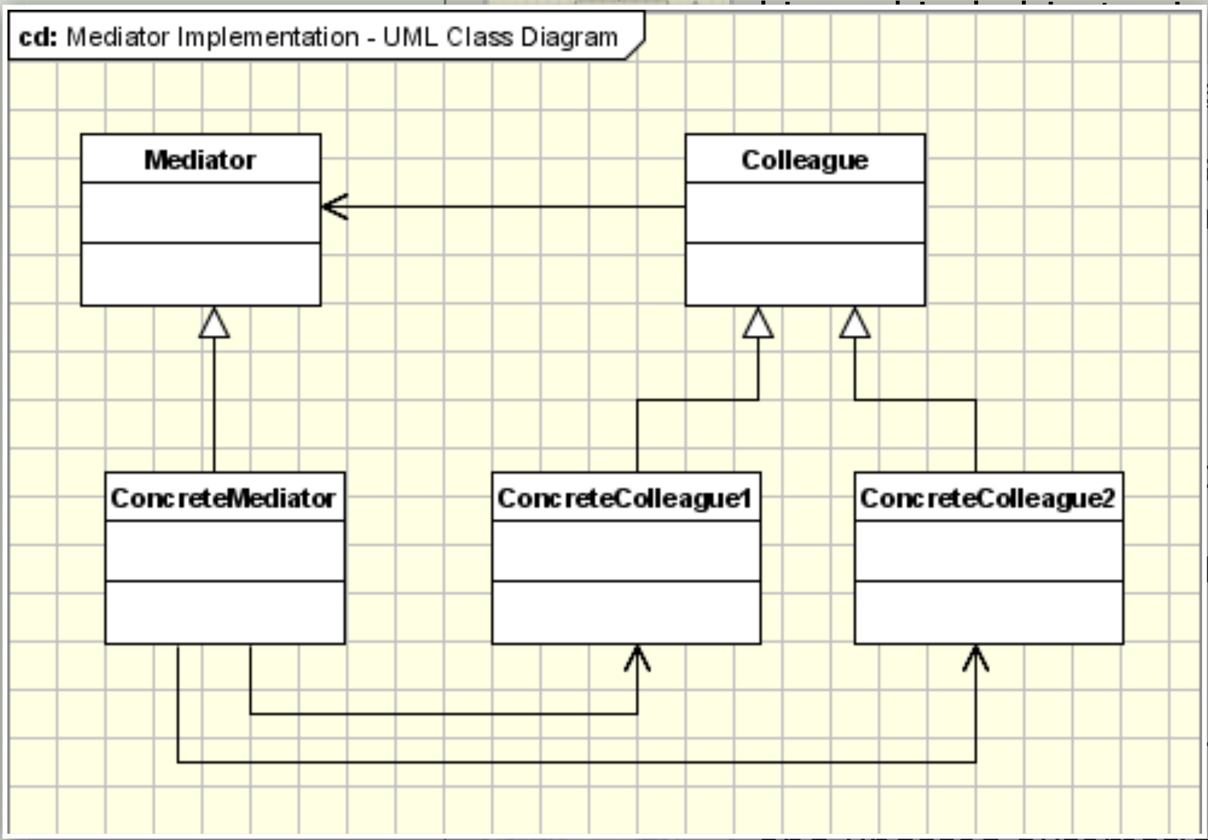 cd: Mediator Implementation - UML Class Diagram
Mediator
Colleague
ConcreteMediator
ConcreteColleague1
ConcreteColleague2